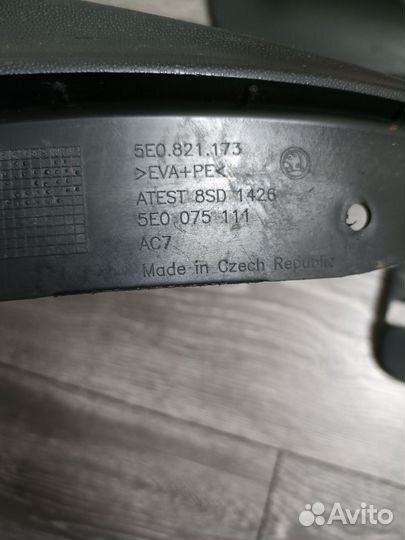 5E0.821.173
>EVA+PE<
ATEST 8SD 1426
5E0 075 111
AC7
Made in Czech Republic
Avito